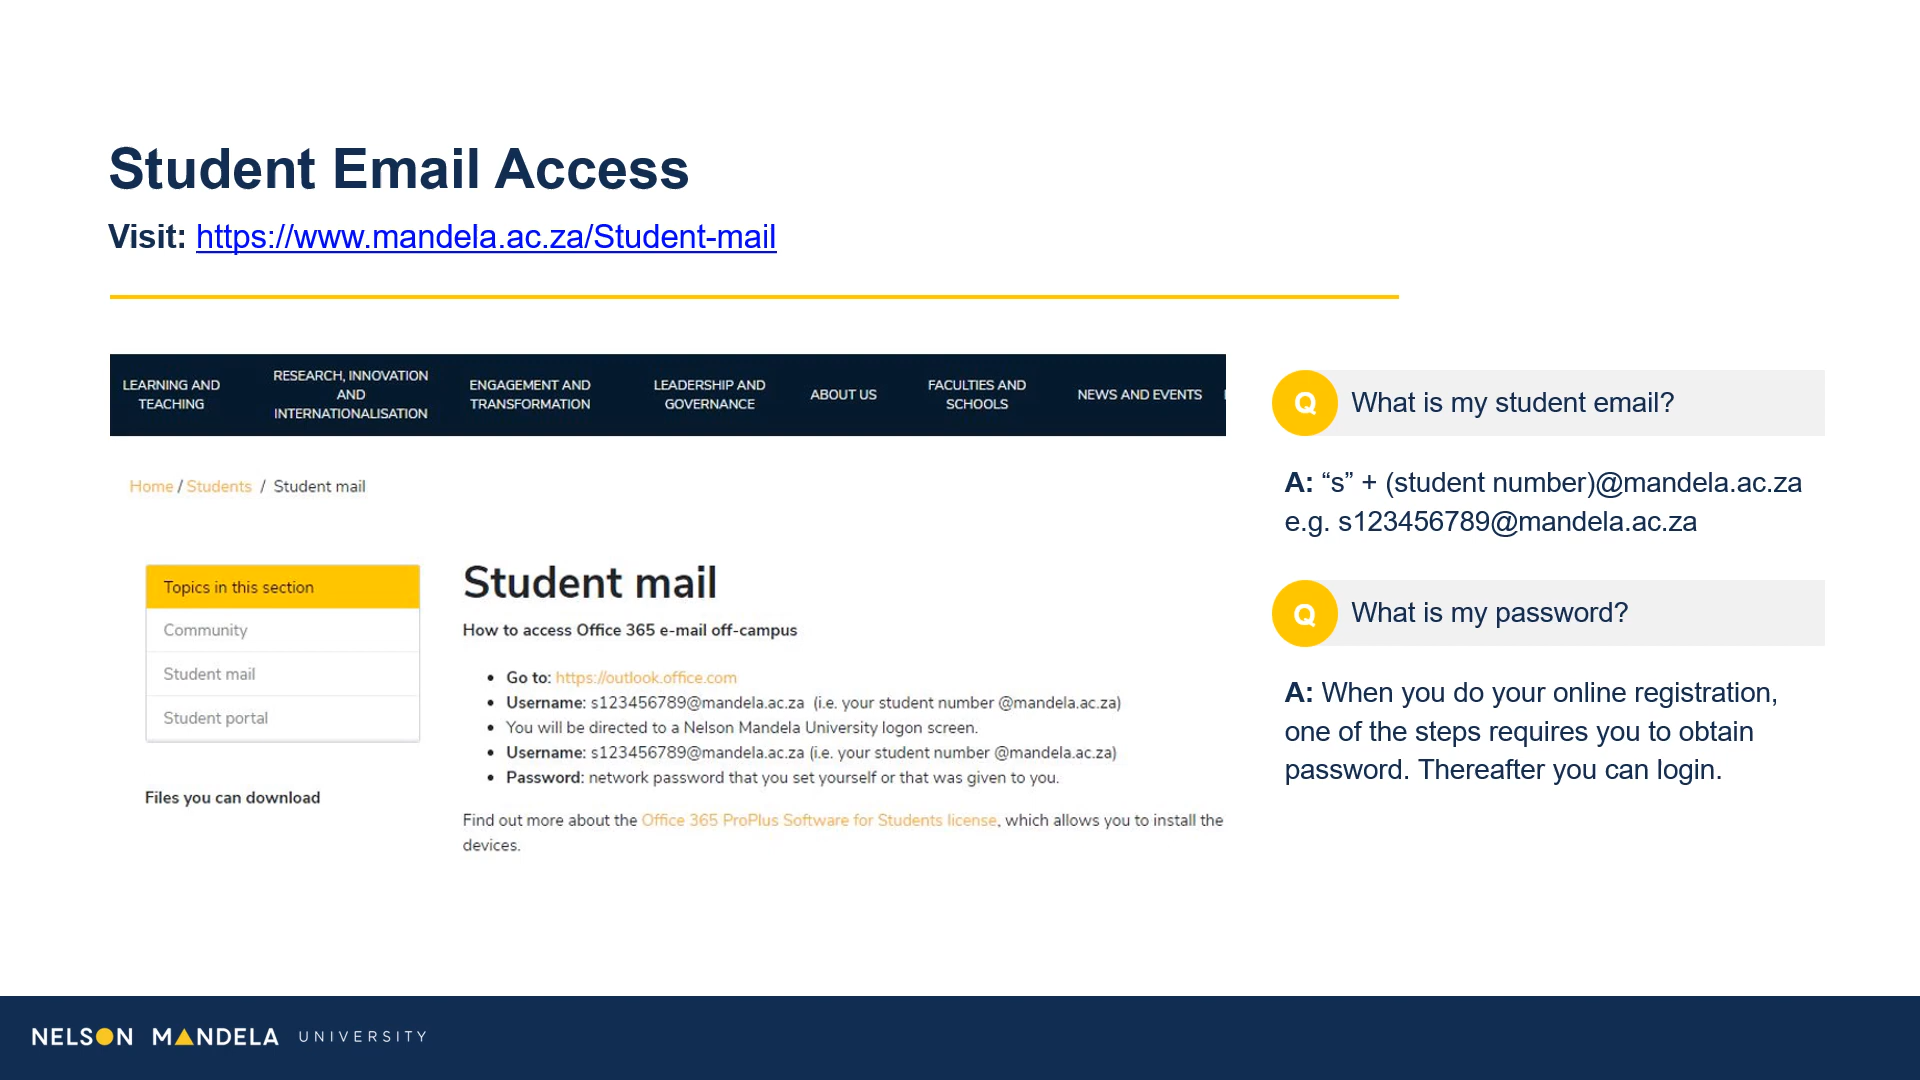 Student Email Access
Visit: https://www.mandela.ac.za/Student-mail
LEARNING AND
TEACHING
RESEARCH, INNOVATION
AND
INTERNATIONALISATION
ENGAGEMENT AND
TRANSFORMATION
LEADERSHIP AND
GOVERNANCE
ABOUT US
FACULTIES AND
SCHOOLS
NEWS AND EVENTS
Home / Students / Student mail
Topics in this section
Community
Student mail
Student portal
Files you can download
Student mail
How to access Office 365 e-mail off-campus
• Go to: https://outlook.office.com
• Username: s123456789@mandela.ac.za (i.e. your student number @mandela.ac.za)
• You will be directed to a Nelson Mandela University logon screen.
• Username: s123456789@mandela.ac.za (i.e. your student number @mandela.ac.za)
• Password: network password that you set yourself or that was given to you.
Find out more about the Office 365 ProPlus Software for Students license, which allows you to install the
devices.
Q What is my student email?
A: “s” + (student number)@mandela.ac.za
e.g. s123456789@mandela.ac.za
Q What is my password?
A: When you do your online registration,
one of the steps requires you to obtain
password. Thereafter you can login.
NELSON MANDELA UNIVERSITY